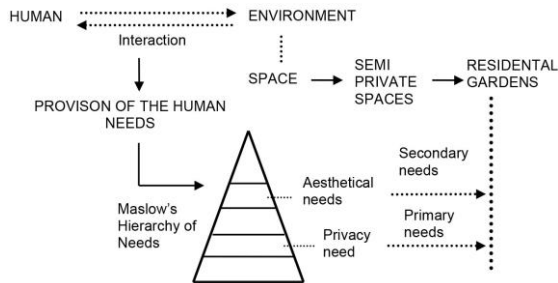 HUMAN
ENVIRONMENT
Interaction
SPACE
SEMI
PRIVATE
SPACES
RESIDENTAL
GARDENS
PROVISON OF THE HUMAN
NEEDS
Maslow's
Hierarchy of
Needs
Aesthetical
needs
Secondary
needs
Privacy
need
Primary
needs